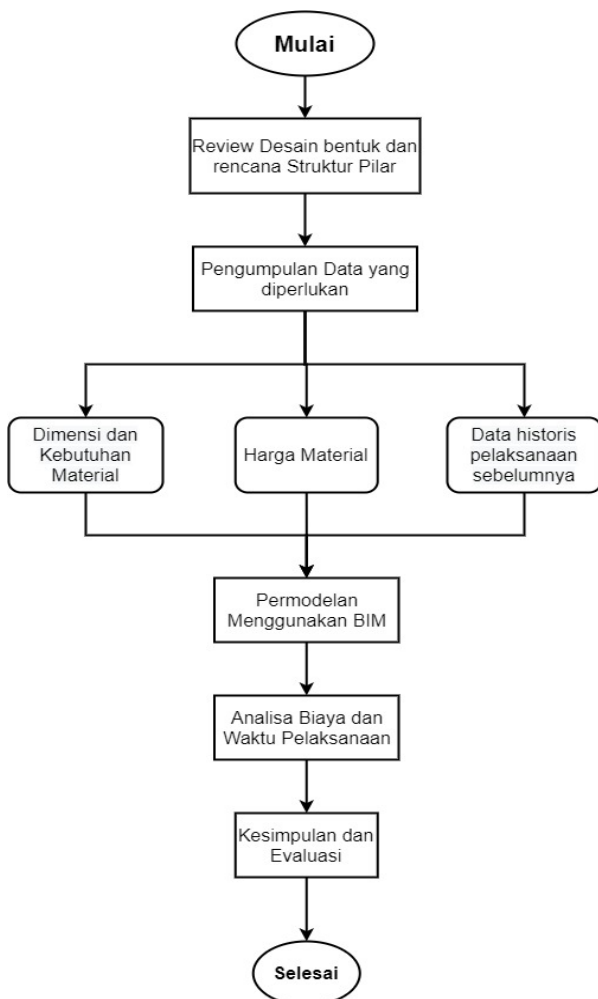 Mulai
Review Desain bentuk dan
rencana Struktur Pilar
Pengumpulan Data yang
diperlukan
Dimensi dan
Kebutuhan
Material
Harga Material
Data historis
pelaksanaan
sebelumnya
Permodelan
Menggunakan BIM
Analisa Biaya dan
Waktu Pelaksanaan
Kesimpulan dan
Evaluasi
Selesai